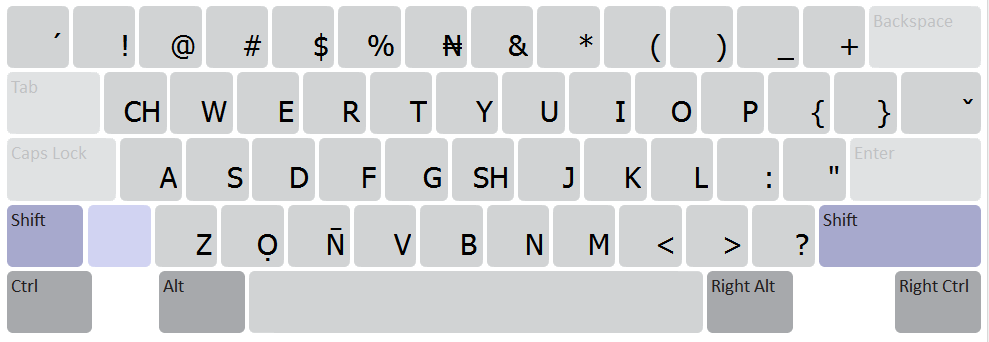 ´ ! @ # $ % ₦ & * ( ) _ + Backspace
Tab CH W E R T Y U I O P { } ˇ
Caps Lock A S D F G SH J K L : " Enter
Shift Z Ọ N̄ V B N M < > ? Shift
Ctrl Alt Right Alt Right Ctrl